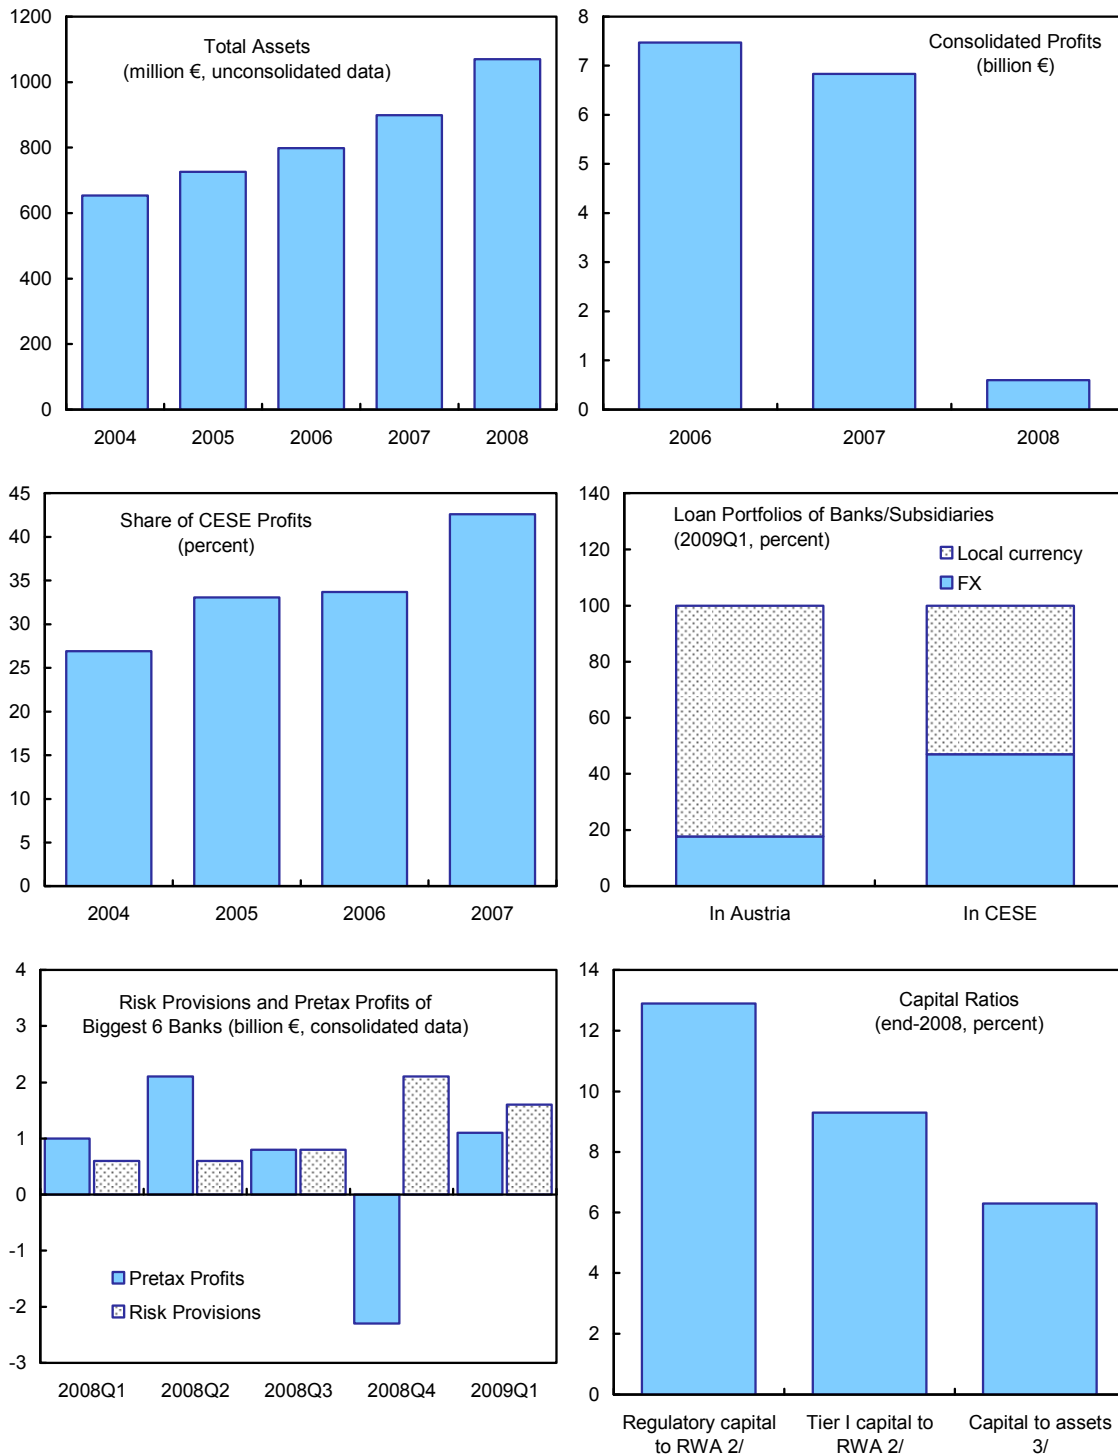 Total Assets
(million €, unconsolidated data)
1200
1000
800
600
400
200
0
2004 2005 2006 2007 2008
Consolidated Profits
(billion €)
8
7
6
5
4
3
2
1
0
2006 2007 2008
Share of CESE Profits
(percent)
45
40
35
30
25
20
15
10
5
0
2004 2005 2006 2007
Loan Portfolios of Banks/Subsidiaries
(2009Q1, percent)
Local currency
FX
140
120
100
80
60
40
20
0
In Austria In CESE
Risk Provisions and Pretax Profits of
Biggest 6 Banks (billion €, consolidated data)
4
3
2
1
0
-1
-2
-3
Pretax Profits
Risk Provisions
2008Q1 2008Q2 2008Q3 2008Q4 2009Q1
Capital Ratios
(end-2008, percent)
14
12
10
8
6
4
2
0
Regulatory capital
to RWA 2/
Tier I capital to
RWA 2/
Capital to assets
3/